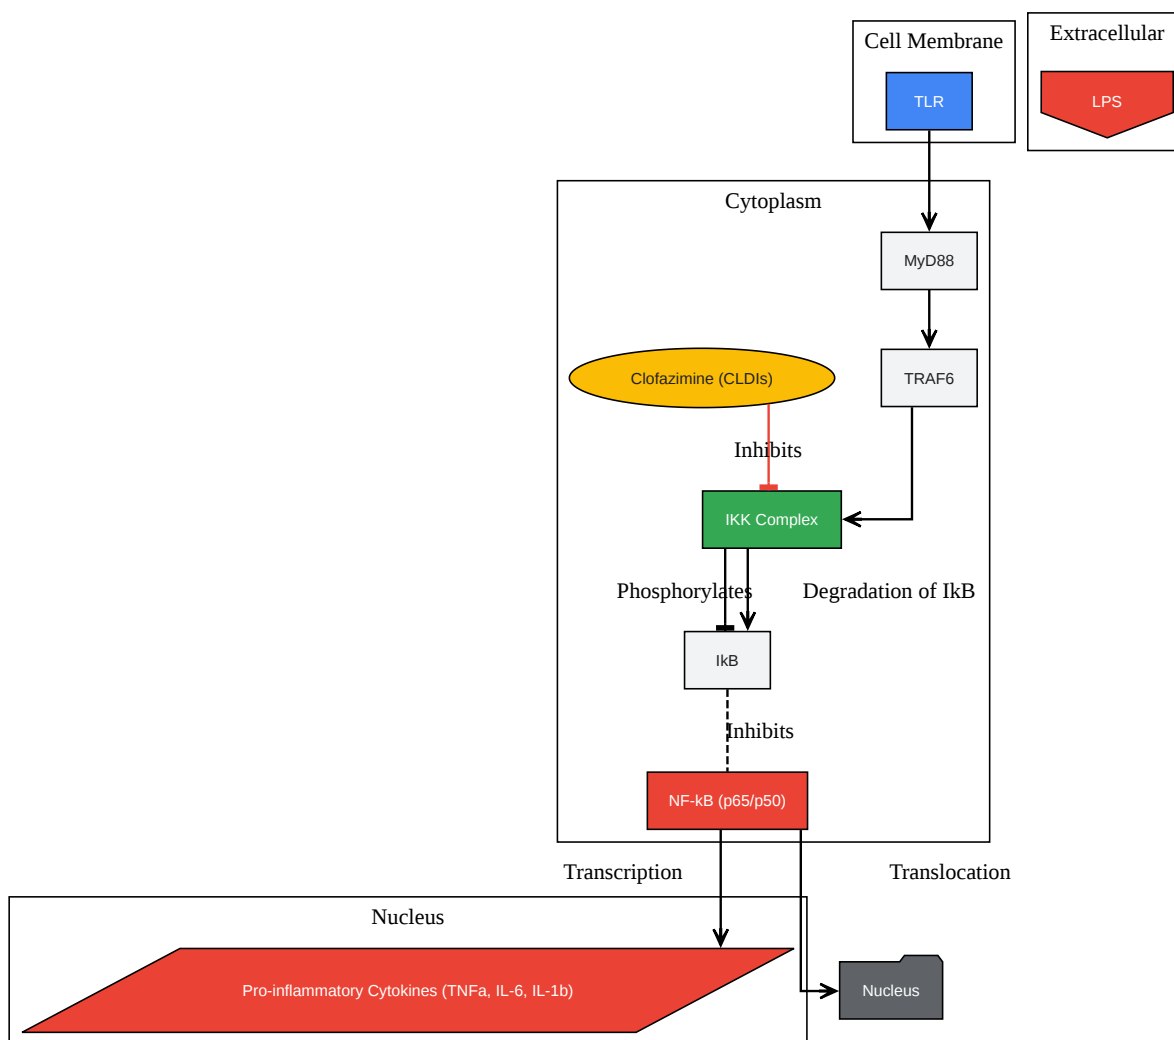 Cell Membrane
Extracellular
TLR
LPS
Cytoplasm
MyD88
Clofazimine (CLDIs)
TRAF6
Inhibits
IKK Complex
Phosphorylates
Degradation of IkB
IkB
Inhibits
NF-kB (p65/p50)
Transcription
Translocation
Nucleus
Pro-inflammatory Cytokines (TNFa, IL-6, IL-1b)
Nucleus